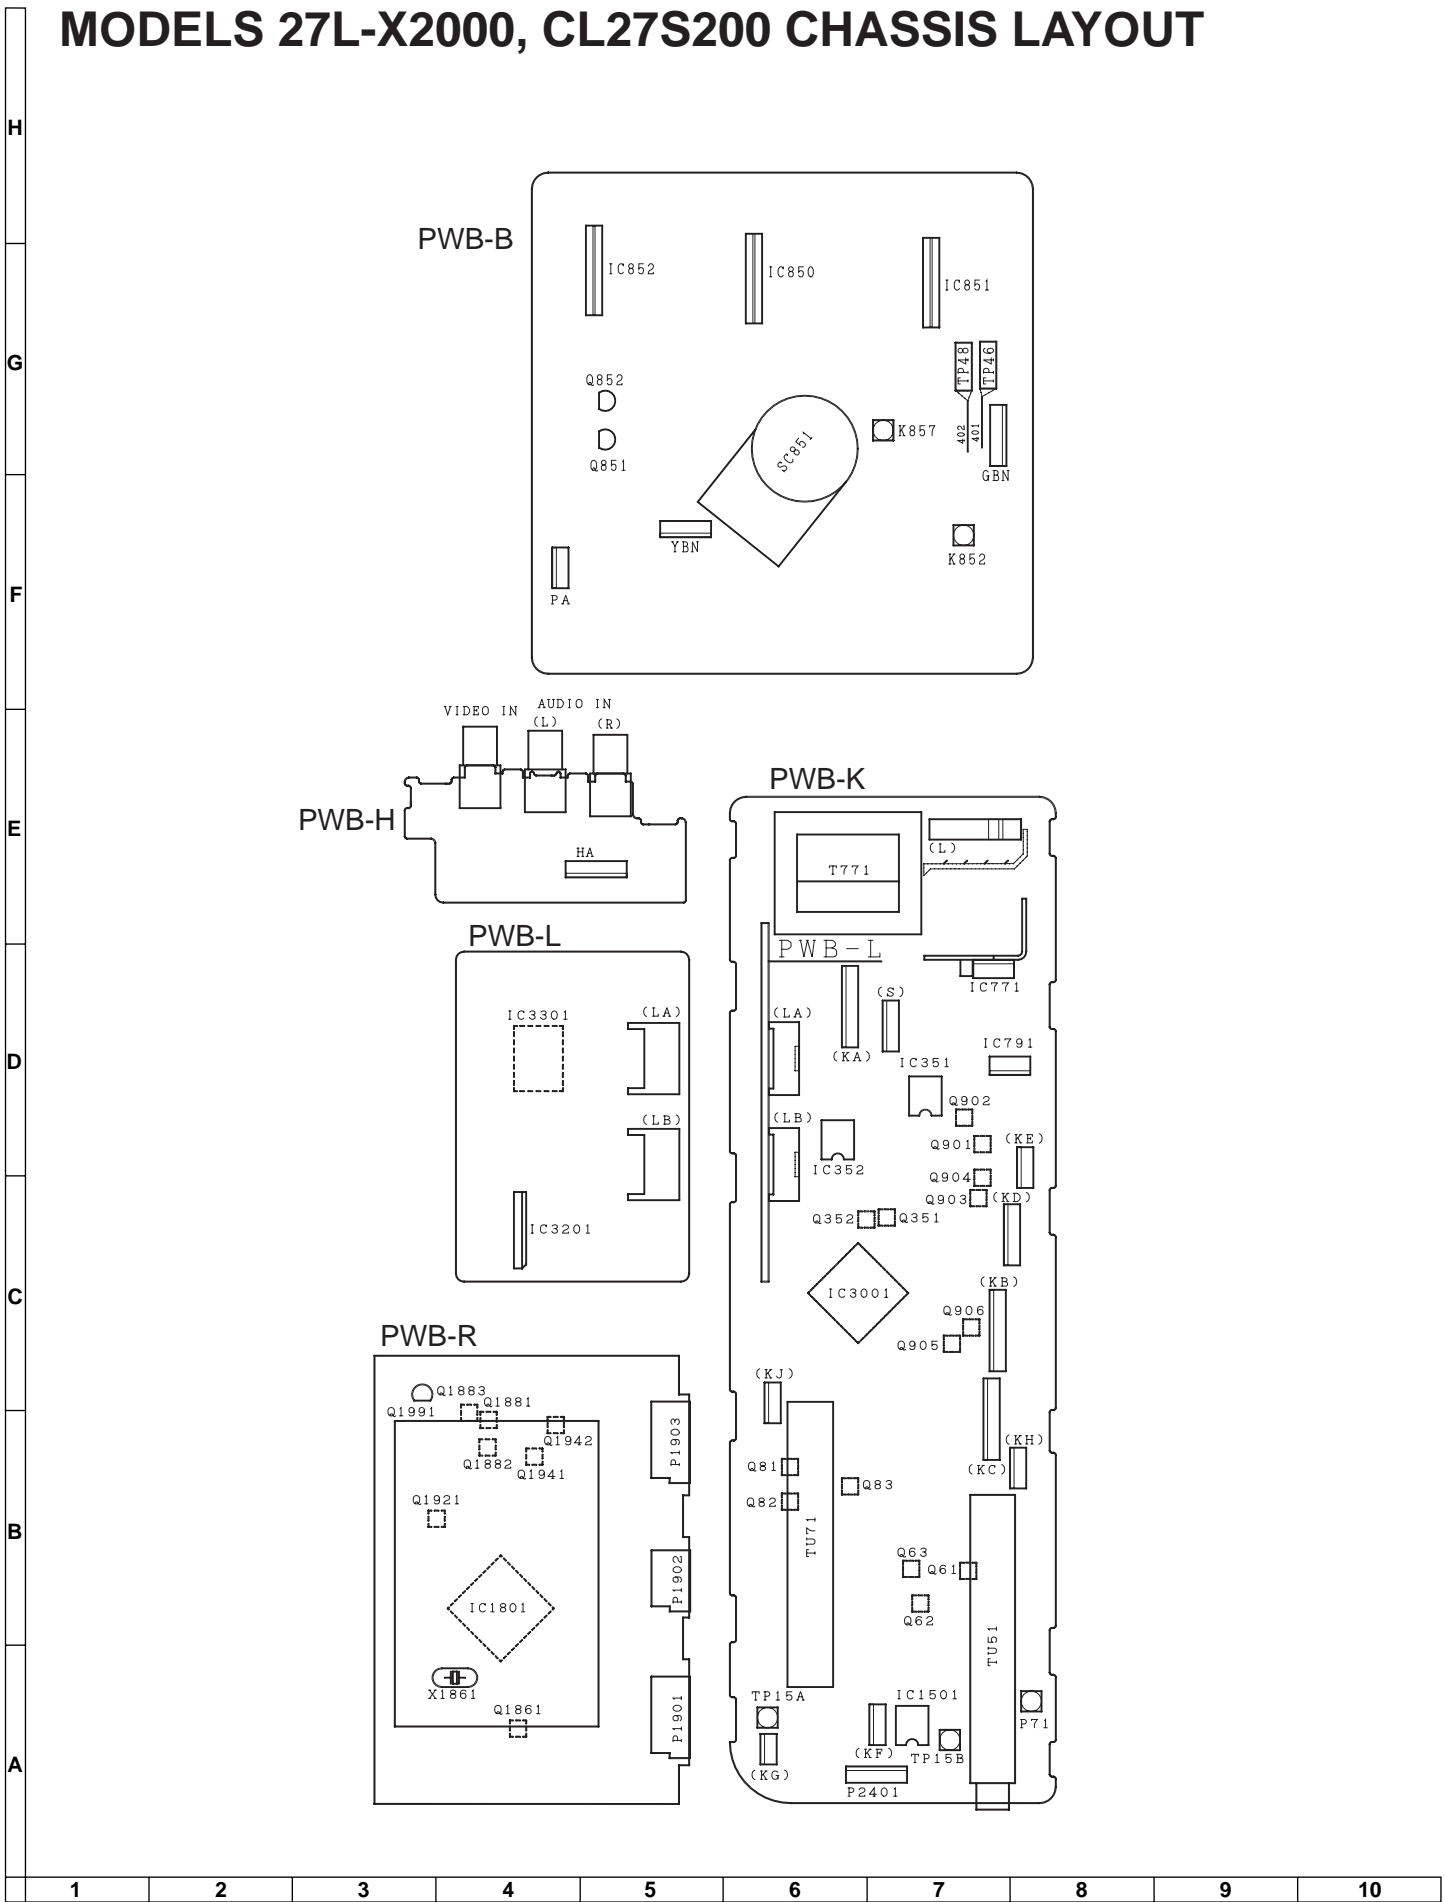 MODELS 27L-X2000, CL27S200 CHASSIS LAYOUT
H
PWB-B
IC852
IC850
IC851
G
TP48
TP46
Q852
402
401
K857
SC851
Q851
GBN
YBN
K852
F
PA
VIDEO IN
AUDIO IN
(L)
(R)
PWB-K
PWB-H
E
(L)
HA
T771
PWB-L
PWB-L
IC771
(S)
IC3301
(LA)
(LA)
(KA)
IC791
D
IC351
Q902
(LB)
(LB)
Q901
(KE)
IC352
Q904
Q903
(KD)
Q352
Q351
IC3201
(KB)
C
IC3001
Q906
PWB-R
Q905
(KJ)
Q1883
Q1881
Q1991
Q1942
P1903
(KH)
Q1882
Q1941
Q81
(KC)
Q83
Q1921
Q82
B
TU71
Q63
Q61
P1902
IC1801
Q62
TU51
X1861
TP15A
IC1501
Q1861
P1901
P71
(KF)
TP15B
A
(KG)
P2401
1 2 3 4 5 6 7 8 9 10